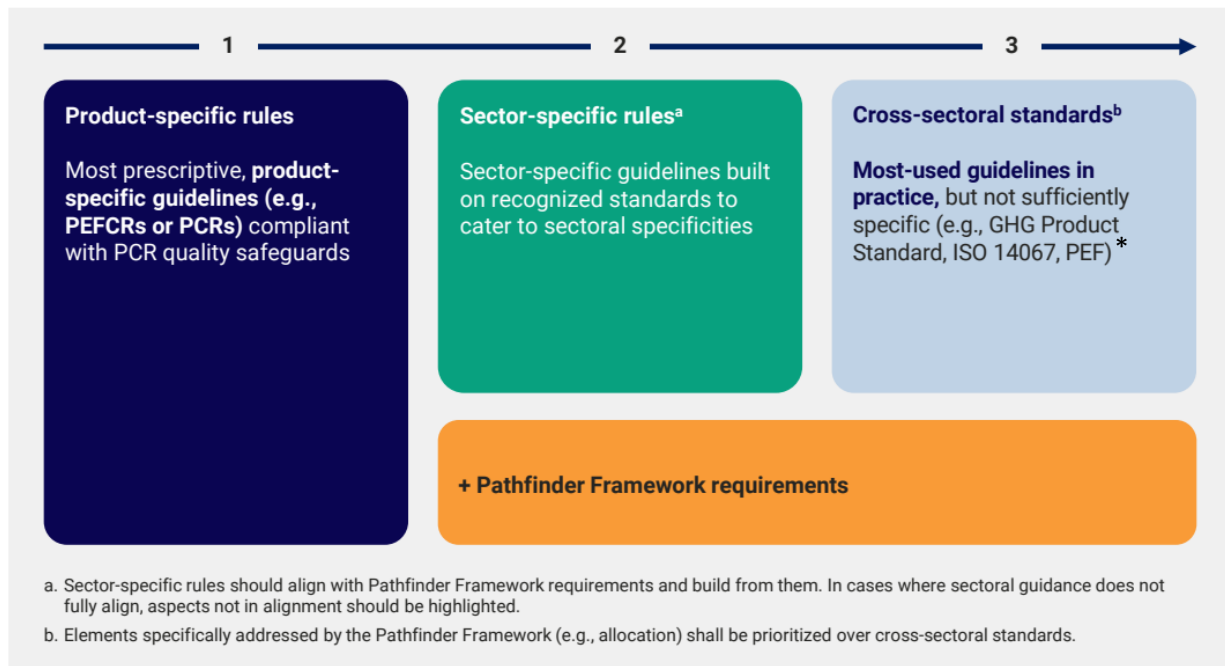 1 2 3
Product-specific rules
Most prescriptive, product-
specific guidelines (e.g.,
PEFCRs or PCRs) compliant
with PCR quality safeguards
Sector-specific rulesa
Sector-specific guidelines built
on recognized standards to
cater to sectoral specificities
Cross-sectoral standardsb
Most-used guidelines in
practice, but not sufficiently
specific (e.g., GHG Product
Standard, ISO 14067, PEF) *
+ Pathfinder Framework requirements
a. Sector-specific rules should align with Pathfinder Framework requirements and build from them. In cases where sectoral guidance does not
fully align, aspects not in alignment should be highlighted.
b. Elements specifically addressed by the Pathfinder Framework (e.g., allocation) shall be prioritized over cross-sectoral standards.